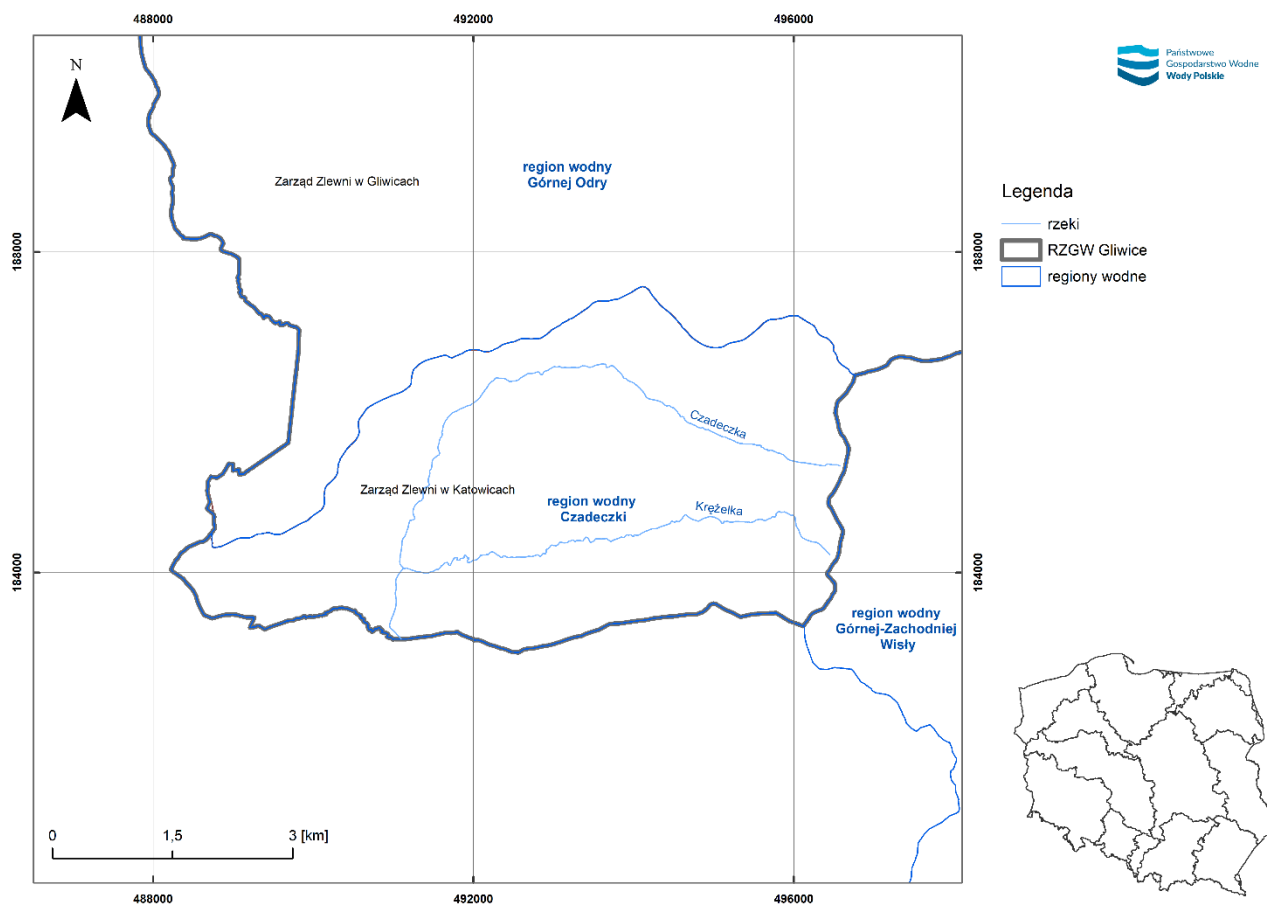 488000
492000
496000
Państwowe
Gospodarstwo Wodne
Wody Polskie
N
region wodny
Górnej Odry
Zarząd Zlewni w Gliwicach
Legenda
rzeki
RZGW Gliwice
regiony wodne
188000
188000
Czadeczka
Zarząd Zlewni w Katowicach
region wodny
Czadeczki
Krężelka
184000
184000
region wodny
Górnej-Zachodniej
Wisły
0
1,5
3 [km]
488000
492000
496000